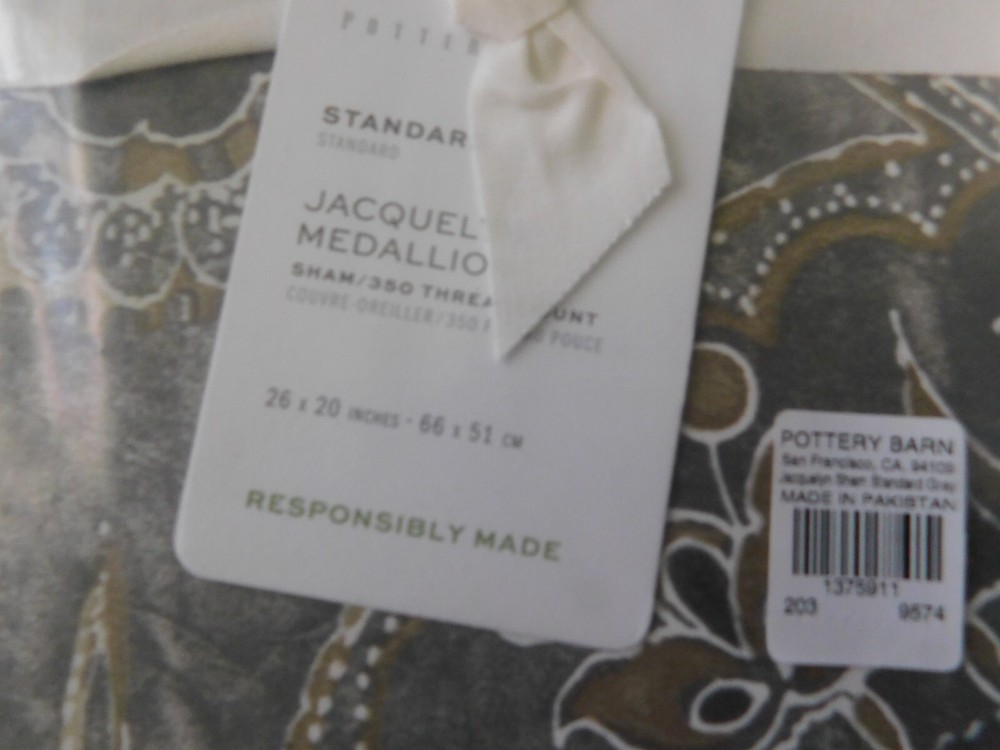 POTTER
STANDAR
STANDARD
JACQUEL
MEDALLIO
SHAM/350 THREA UNT
COUVRE-OREILLER/350 F POUCE
26 x 20 INCHES · 66 x 51 CM
RESPONSIBLY MADE
POTTERY BARN
San Francisco, CA. 94109
Jacquelyn Sham Standard Gray
MADE IN PAKISTAN
1375911
203 9574